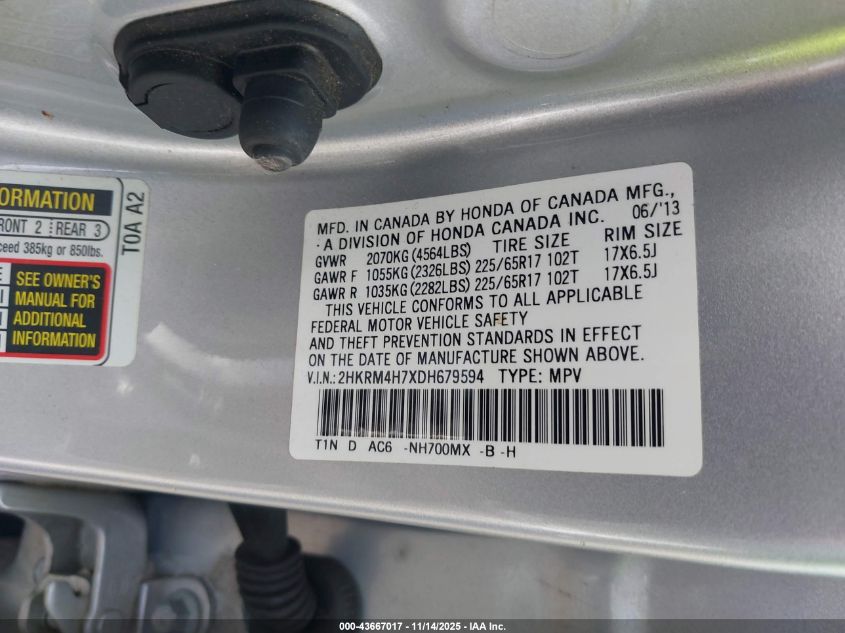 ORMATION
RONT 2 REAR 3
ceed 385kg or 850lbs.
SEE OWNER'S
MANUAL FOR
ADDITIONAL
INFORMATION
T0A A2
MFD. IN CANADA BY HONDA OF CANADA MFG.,
·A DIVISION OF HONDA CANADA INC. 06/'13
GVWR 2070KG (4564LBS) TIRE SIZE RIM SIZE
GAWR F 1055KG (2326LBS) 225/65R17 102T 17X6.5J
GAWR R 1035KG (2282LBS) 225/65R17 102T 17X6.5J
THIS VEHICLE CONFORMS TO ALL APPLICABLE
FEDERAL MOTOR VEHICLE SAFETY
AND THEFT PREVENTION STANDARDS IN EFFECT
ON THE DATE OF MANUFACTURE SHOWN ABOVE.
V.I.N.: 2HKRM4H7XDH679594 TYPE: MPV
T1N D AC6 -NH700MX -B -H
000-43667017 - 11/14/2025 - IAA Inc.